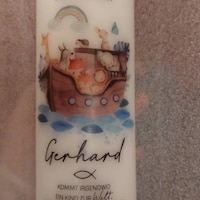 Gerhard
KOMMT IRGENDWO
EIN KIND ZUR Welt